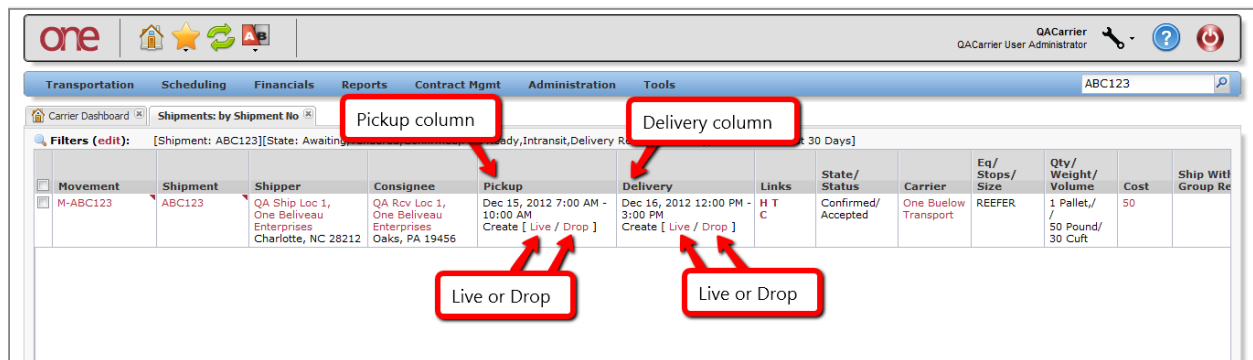 one
AB
QACarrier
QACarrier User Administrator
?
Transportation Scheduling Financials Reports Contract Mgmt Administration Tools
ABC123
Carrier Dashboard
Shipments: by Shipment No
Pickup column
Delivery column
Filters (edit): [Shipment: ABC123][State: Awaiting, Intransit,Delivery 30 Days]
Movement
Shipment
Shipper
Consignee
Pickup
Delivery
Links
State/
Status
Carrier
Eq/
Stops/
Size
Qty/
Weight/
Volume
Cost
Ship With
Group
M-ABC123
ABC123
QA Ship Loc 1,
One Beliveau
Enterprises
Charlotte, NC 28212
QA Rcv Loc 1,
One Beliveau
Enterprises
Oaks, PA 19456
Dec 15, 2012 7:00 AM -
10:00 AM
Create [ Live / Drop ]
Dec 16, 2012 12:00 PM -
3:00 PM
Create [ Live / Drop ]
H T
C
Confirmed/
Accepted
One Buelow
Transport
REEFER
1 Pallet,/
/
50 Pound/
30 Cuft
50
Live or Drop
Live or Drop